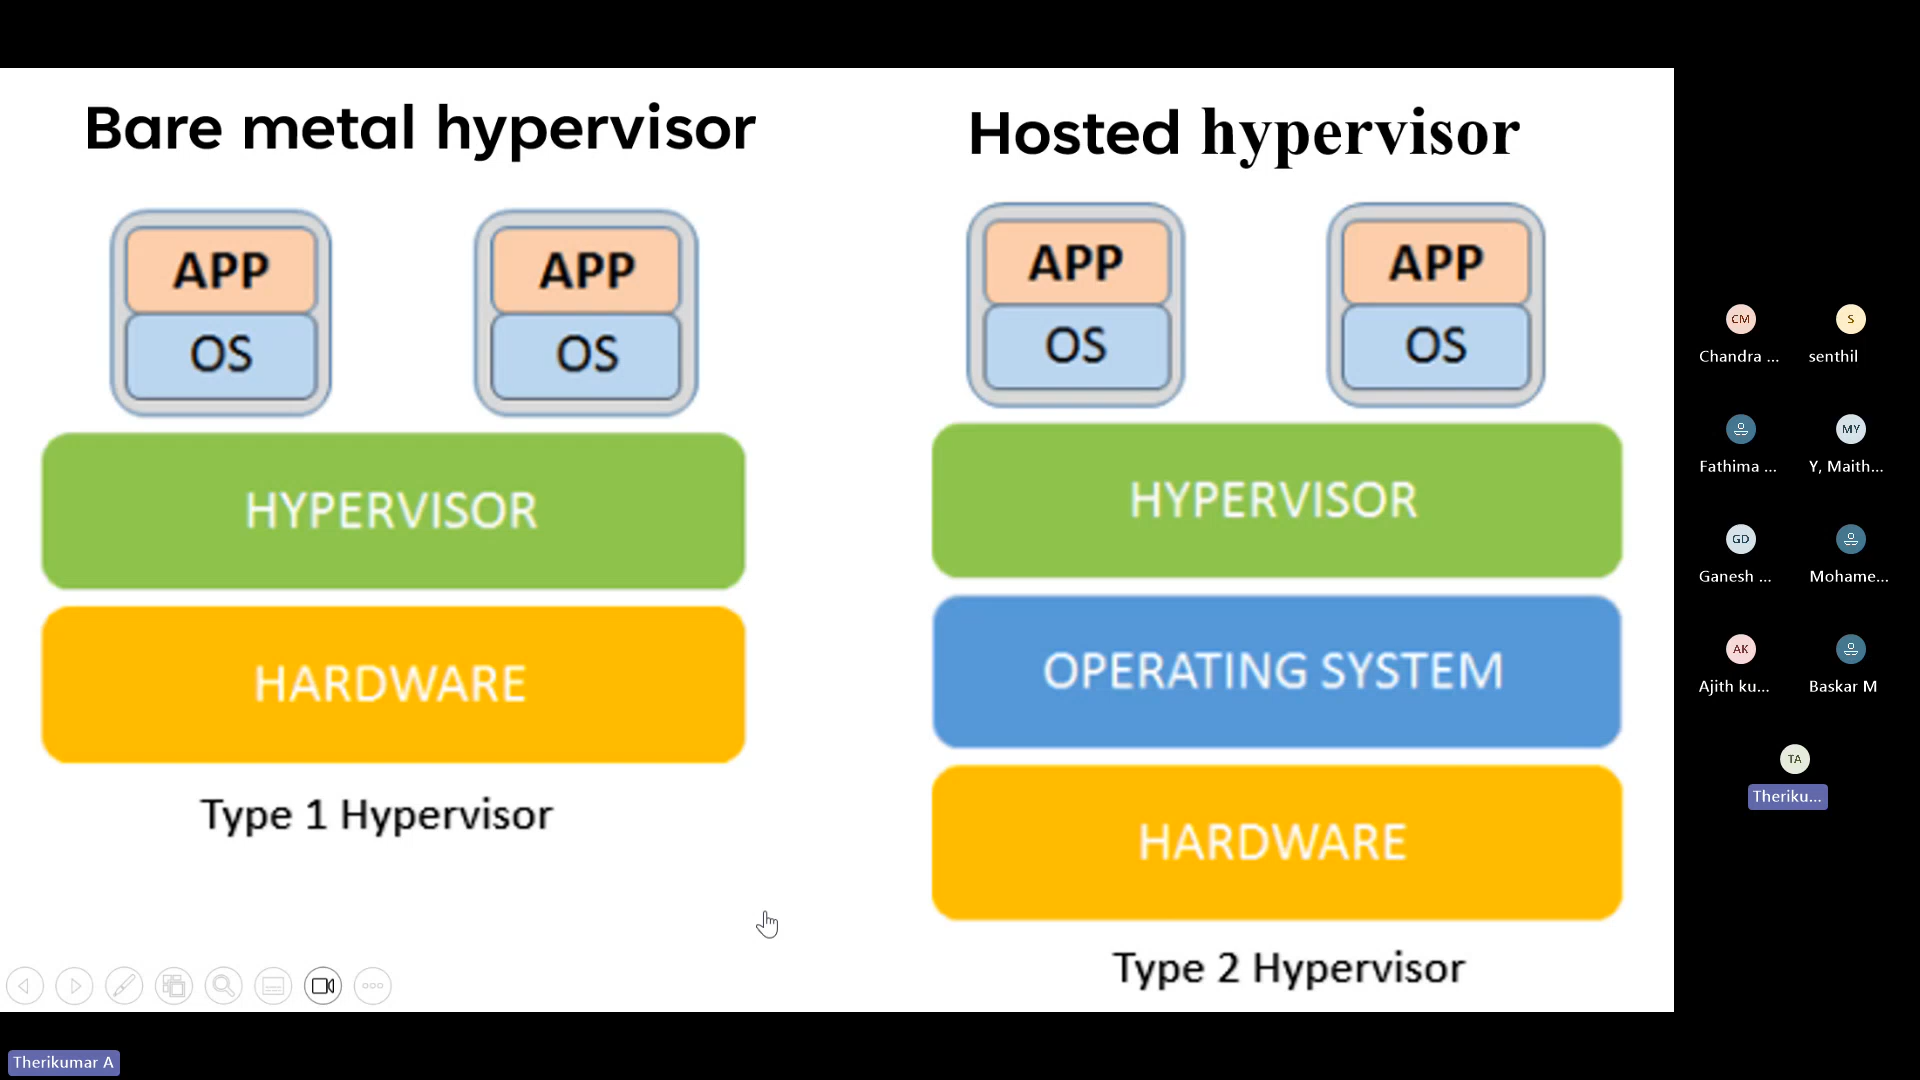 Bare metal hypervisor
APP
OS
APP
OS
HYPERVISOR
HARDWARE
Type 1 Hypervisor
Hosted hypervisor
APP
OS
APP
OS
HYPERVISOR
OPERATING SYSTEM
HARDWARE
Type 2 Hypervisor
CM
Chandra ...
S
senthil
Fathima ...
MY
Y, Maith...
GD
Ganesh ...
Mohame...
AK
Ajith ku...
Baskar M
TA
Theriku...
Therikumar A